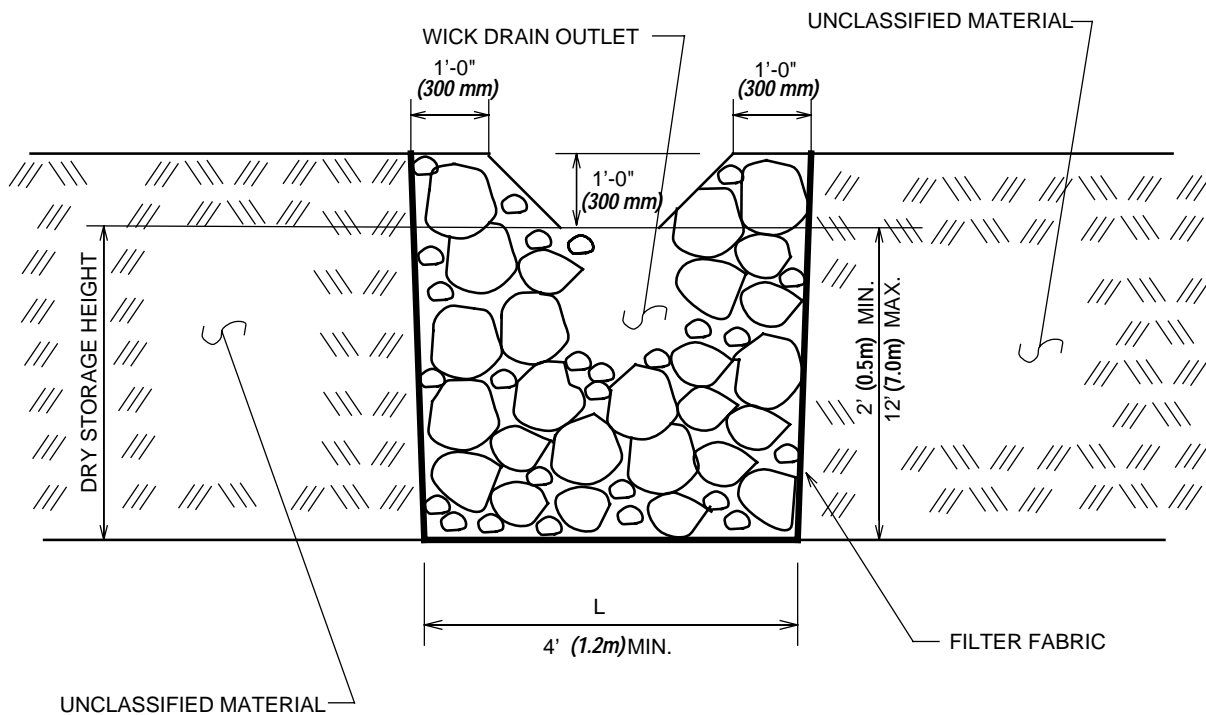 UNCLASSIFIED MATERIAL
WICK DRAIN OUTLET
1'-0"
(300 mm)
1'-0"
(300 mm)
1'-0"
(300 mm)
DRY STORAGE HEIGHT
2' (0.5m) MIN.
12' (7.0m) MAX.
L
4' (1.2m) MIN.
FILTER FABRIC
UNCLASSIFIED MATERIAL